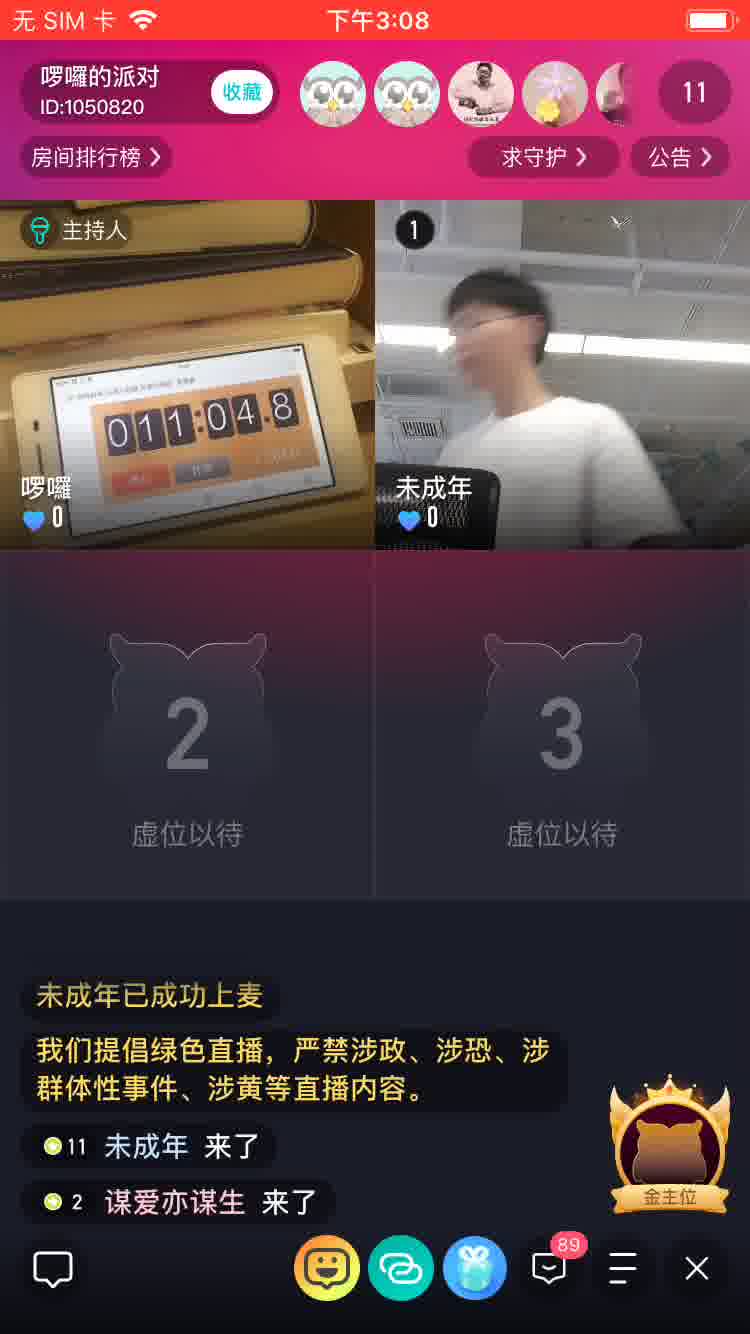 无 SIM 卡
下午3:08
啰囉的派对
ID:1050820
收藏
11
房间排行榜
求守护
公告
主持人
1
011:04.8
啰囉
0
未成年
0
2
虚位以待
3
虚位以待
未成年已成功上麦
我们提倡绿色直播，严禁涉政、涉恐、涉
群体性事件、涉黄等直播内容。
11 未成年 来了
2 谋爱亦谋生 来了
金主位
89